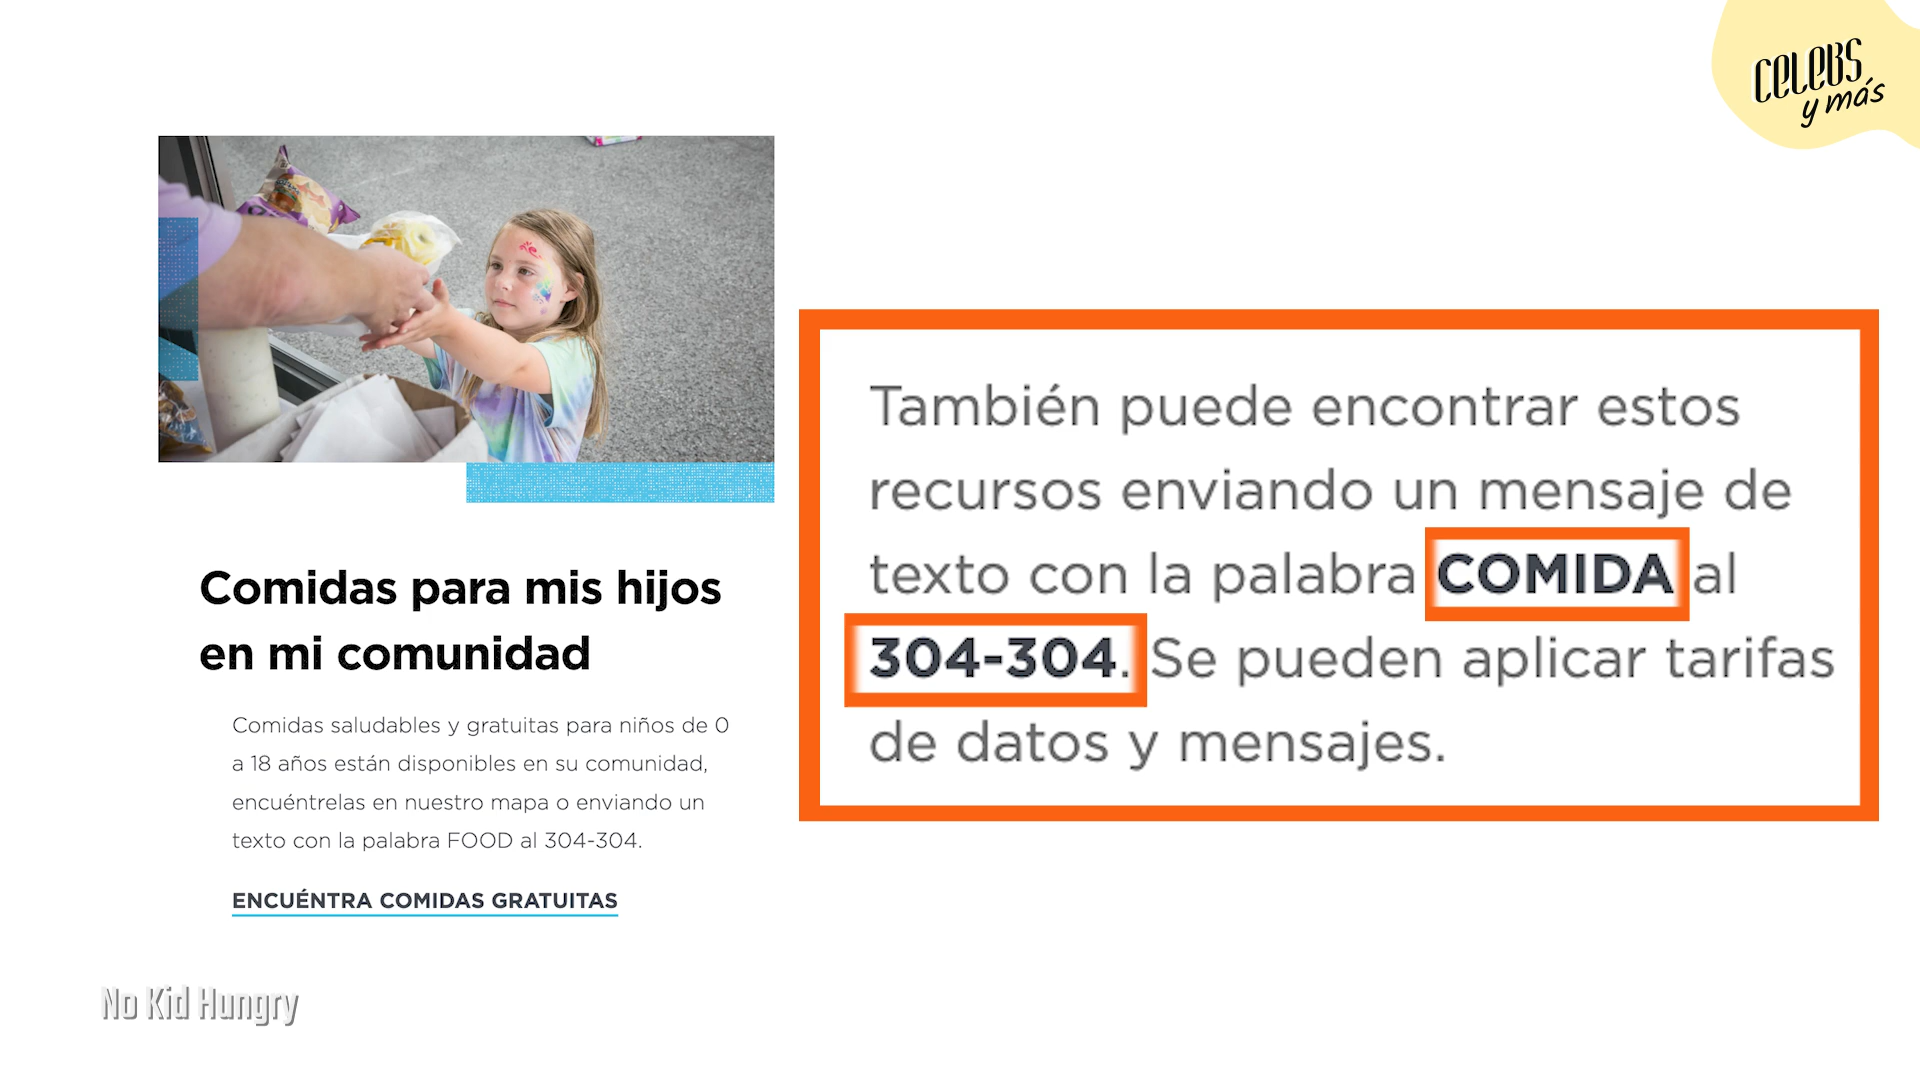 CELEBS
y más
Comidas para mis hijos
en mi comunidad
Comidas saludables y gratuitas para niños de 0
a 18 años están disponibles en su comunidad,
encuéntrelas en nuestro mapa o enviando un
texto con la palabra FOOD al 304-304.
ENCUÉNTRA COMIDAS GRATUITAS
También puede encontrar estos
recursos enviando un mensaje de
texto con la palabra COMIDA al
304-304. Se pueden aplicar tarifas
de datos y mensajes.
No Kid Hungry